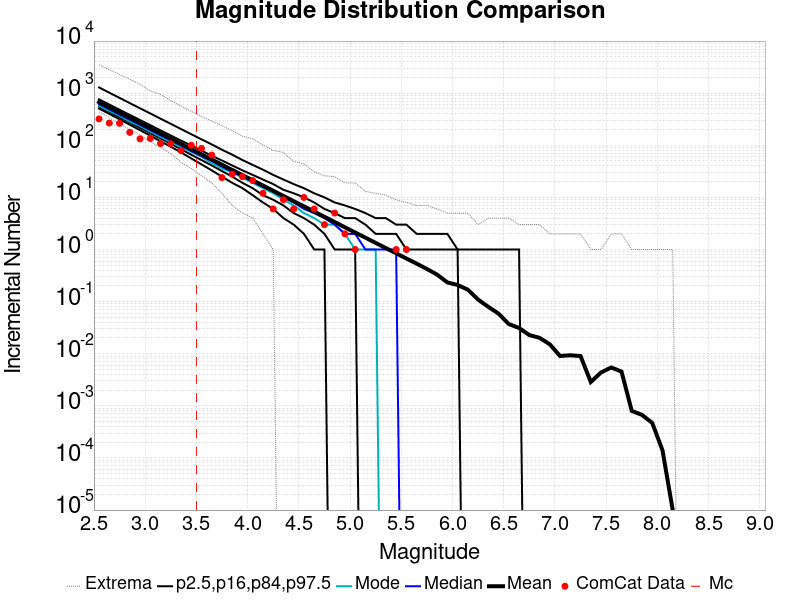 Magnitude Distribution Comparison
10^4
10^3
10^2
10^1
10^0
10^-1
10^-2
10^-3
10^-4
10^-5
Incremental Number
2.5 3.0 3.5 4.0 4.5 5.0 5.5 6.0 6.5 7.0 7.5 8.0 8.5 9.0
Magnitude
Extrema p2.5,p16,p84,p97.5 Mode Median Mean ComCat Data Mc